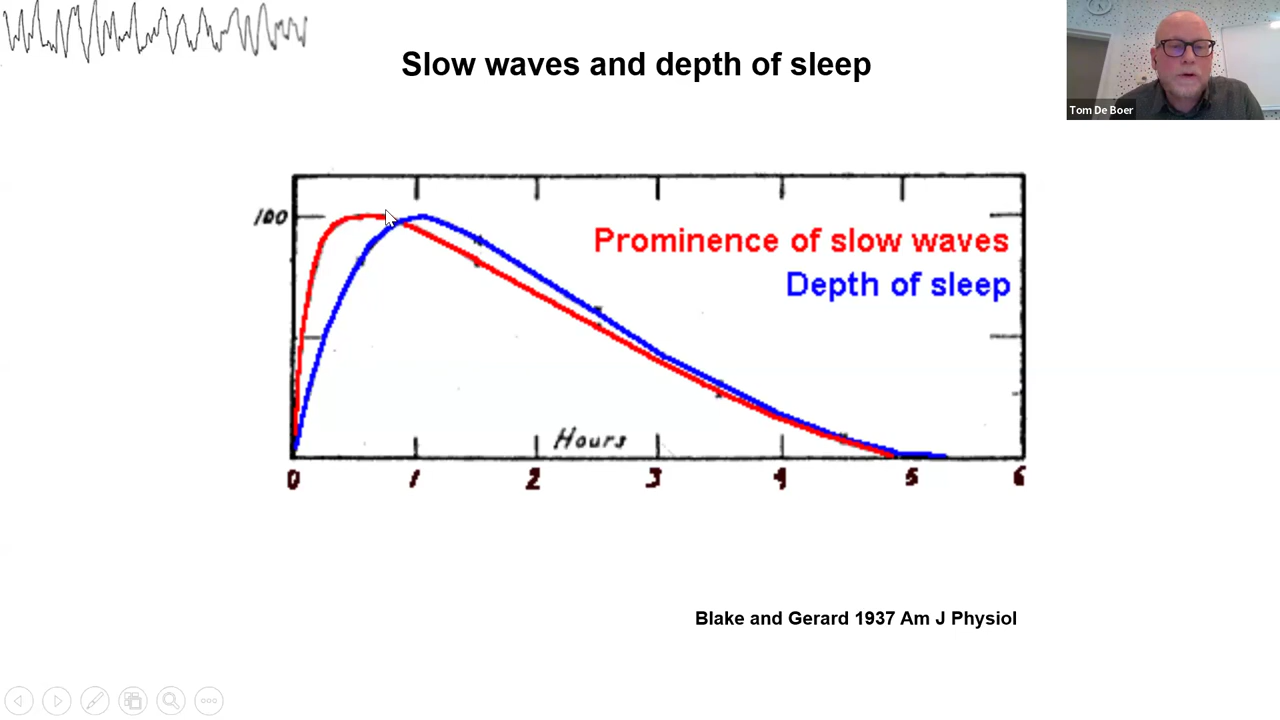 Slow waves and depth of sleep
Tom De Boer
100
Prominence of slow waves
Depth of sleep
Hours
0 1 2 3 4 5 6
Blake and Gerard 1937 Am J Physiol